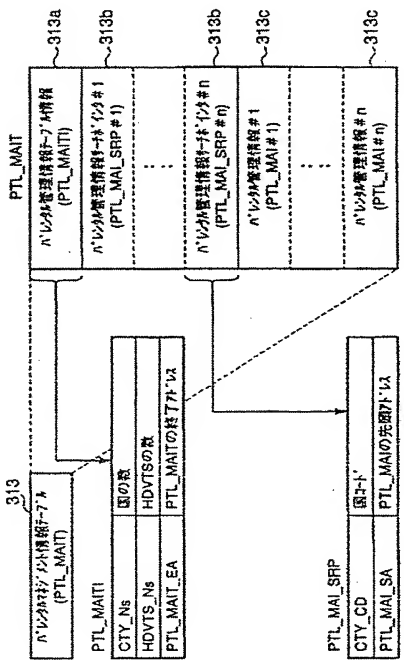 313
パレンタルマネジメント情報テーブル
(PTL_MAIT)
PTL_MAITI
CTY_Ns 国の数
HDVTS_Ns HDVTSの数
PTL_MAIT_EA PTL_MAITの終了アドレス
PTL_MAI_SRP
CTY_CD 国コード
PTL_MAI_SA PTL_MAIの先頭アドレス
PTL_MAIT
パレンタル管理情報テーブル情報
(PTL_MAITI)
313a
パレンタル管理情報サーチポインタ#1
(PTL_MAI_SRP#1)
313b
パレンタル管理情報サーチポインタ#n
(PTL_MAI_SRP#n)
313b
パレンタル管理情報#1
(PTL_MAI#1)
313c
パレンタル管理情報#n
(PTL_MAI#n)
313c